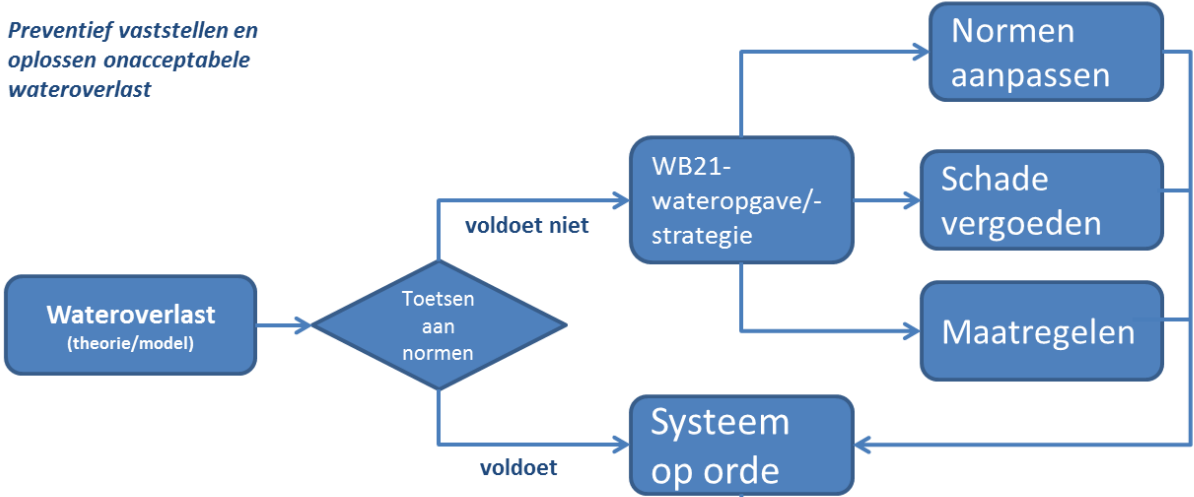 Preventief vaststellen en
oplossen onacceptabele
wateroverlast
Normen
aanpassen
WB21-
wateropgave/-
strategie
Schade
vergoeden
voldoet niet
Wateroverlast
(theorie/model)
Toetsen
aan
normen
Maatregelen
Systeem
op orde
voldoet